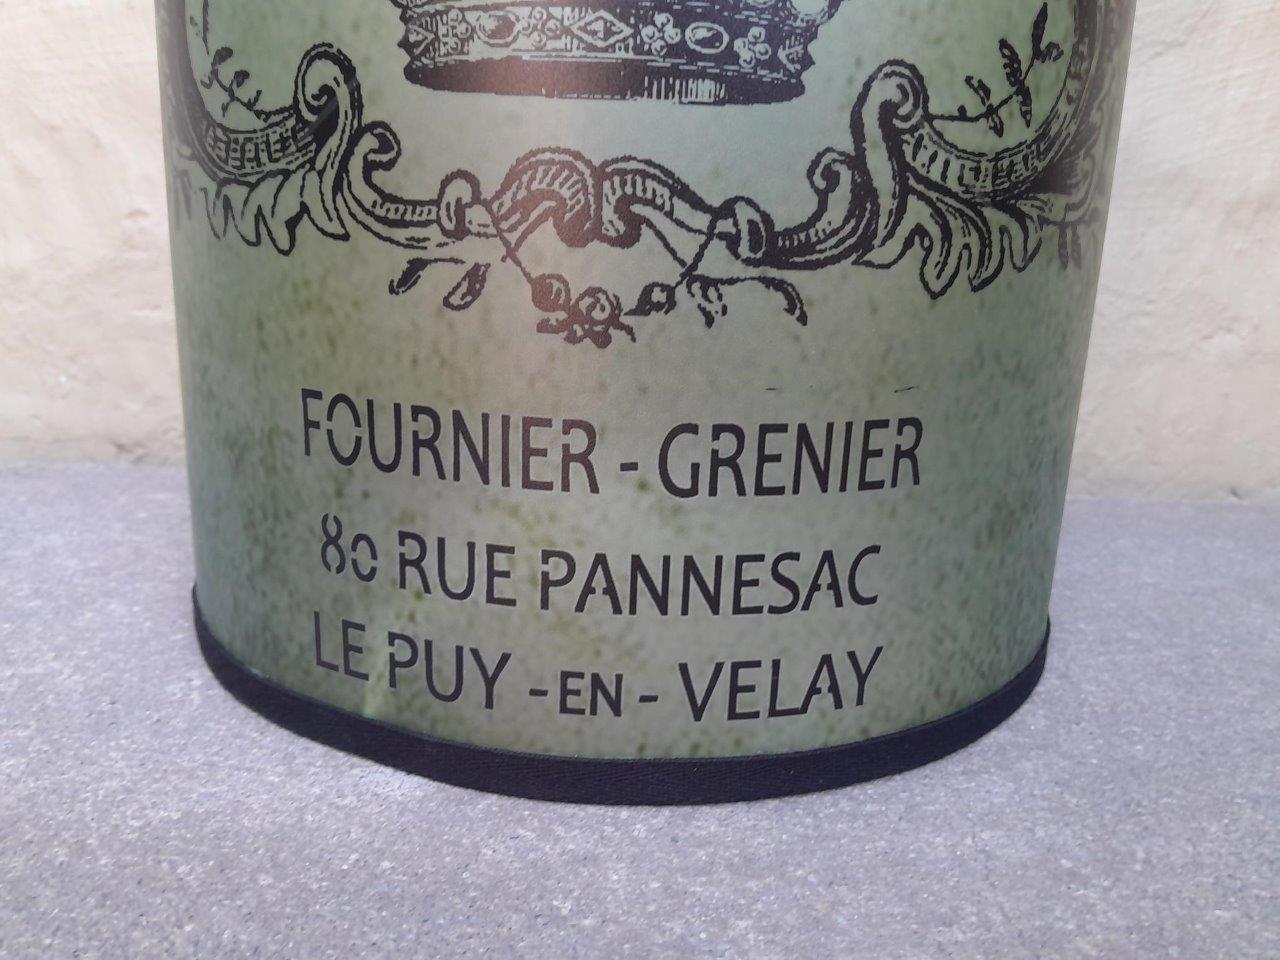 FOURNIER - GRENIER
80 RUE PANNESAC
LE PUY - EN - VELAY